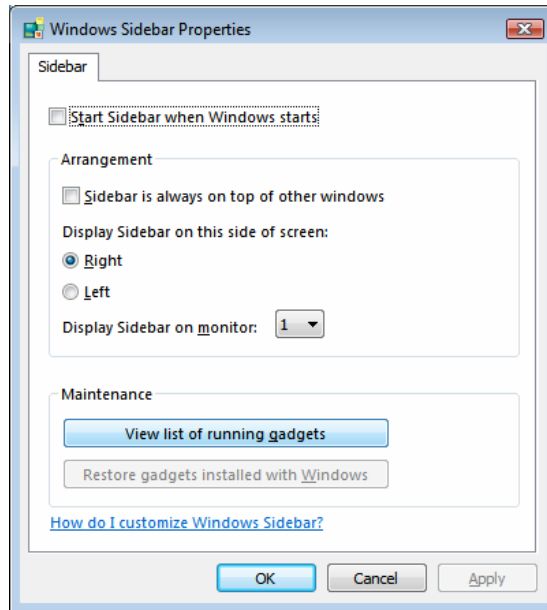 Windows Sidebar Properties
Sidebar
Start Sidebar when Windows starts
Arrangement
Sidebar is always on top of other windows
Display Sidebar on this side of screen:
Right
Left
Display Sidebar on monitor: 1
Maintenance
View list of running gadgets
Restore gadgets installed with Windows
How do I customize Windows Sidebar?
OK Cancel Apply